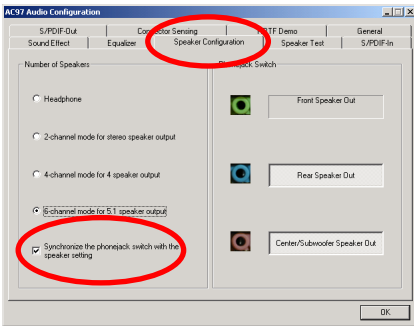 AC97 Audio Configuration
S/PDIF-Out Connector Sensing HRTF Demo General
Sound Effect Equalizer Speaker Configuration Speaker Test S/PDIF-In
Number of Speakers
Headphone
2-channel mode for stereo speaker output
4-channel mode for 4 speaker output
6-channel mode for 5.1 speaker output
Synchronize the phonejack switch with the
speaker setting
Phonejack Switch
Front Speaker Out
Rear Speaker Out
Center/Subwoofer Speaker Out
OK